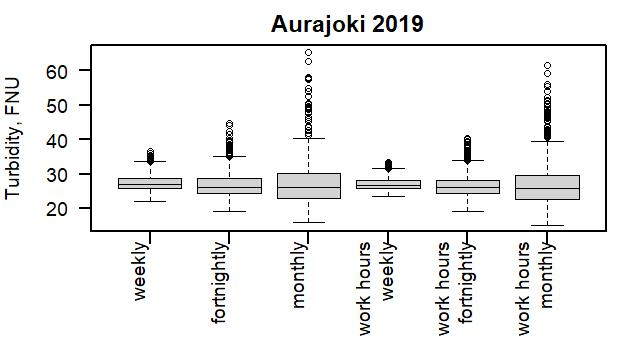 Aurajoki 2019
Turbidity, FNU
60
50
40
30
20
weekly
fortnightly
monthly
work hours
weekly
work hours
fortnightly
work hours
monthly